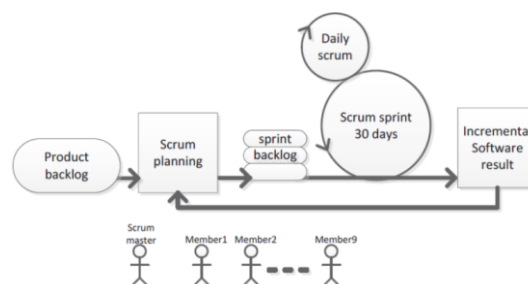 Daily
scrum
Scrum sprint
30 days
Product
backlog
Scrum
planning
sprint
backlog
Incrementa
Software
result
Scrum
master
Member1
Member2
Member9